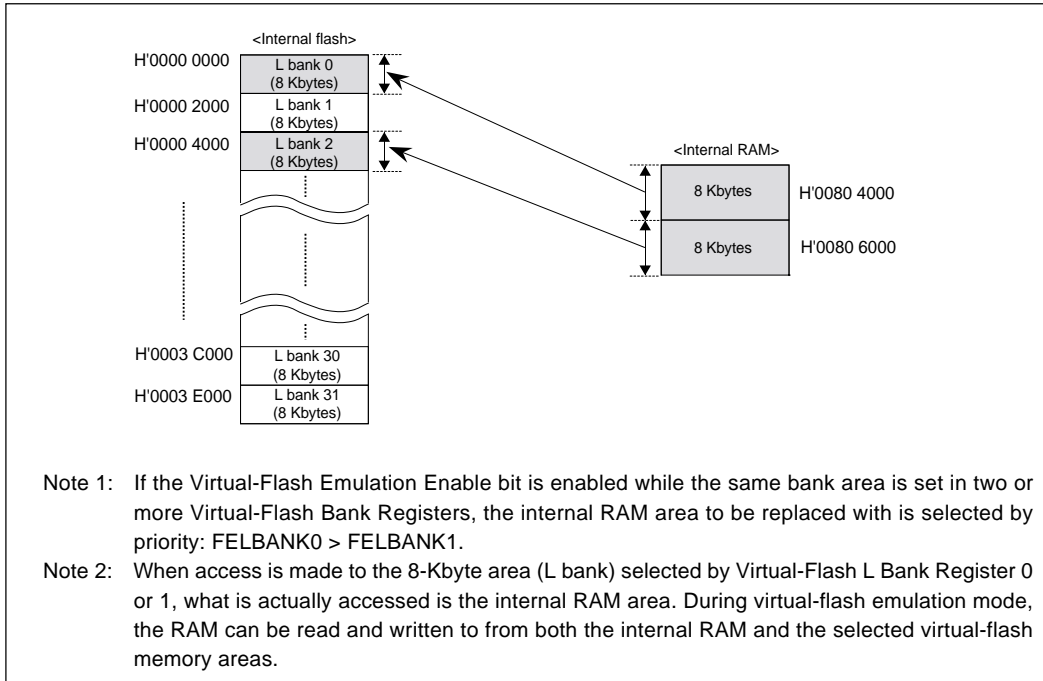 <Internal flash>
H'0000 0000
L bank 0
(8 Kbytes)
H'0000 2000
L bank 1
(8 Kbytes)
H'0000 4000
L bank 2
(8 Kbytes)
<Internal RAM>
8 Kbytes
H'0080 4000
8 Kbytes
H'0080 6000
H'0003 C000
L bank 30
(8 Kbytes)
H'0003 E000
L bank 31
(8 Kbytes)
Note 1: If the Virtual-Flash Emulation Enable bit is enabled while the same bank area is set in two or
more Virtual-Flash Bank Registers, the internal RAM area to be replaced with is selected by
priority: FELBANK0 > FELBANK1.
Note 2: When access is made to the 8-Kbyte area (L bank) selected by Virtual-Flash L Bank Register 0
or 1, what is actually accessed is the internal RAM area. During virtual-flash emulation mode,
the RAM can be read and written to from both the internal RAM and the selected virtual-flash
memory areas.